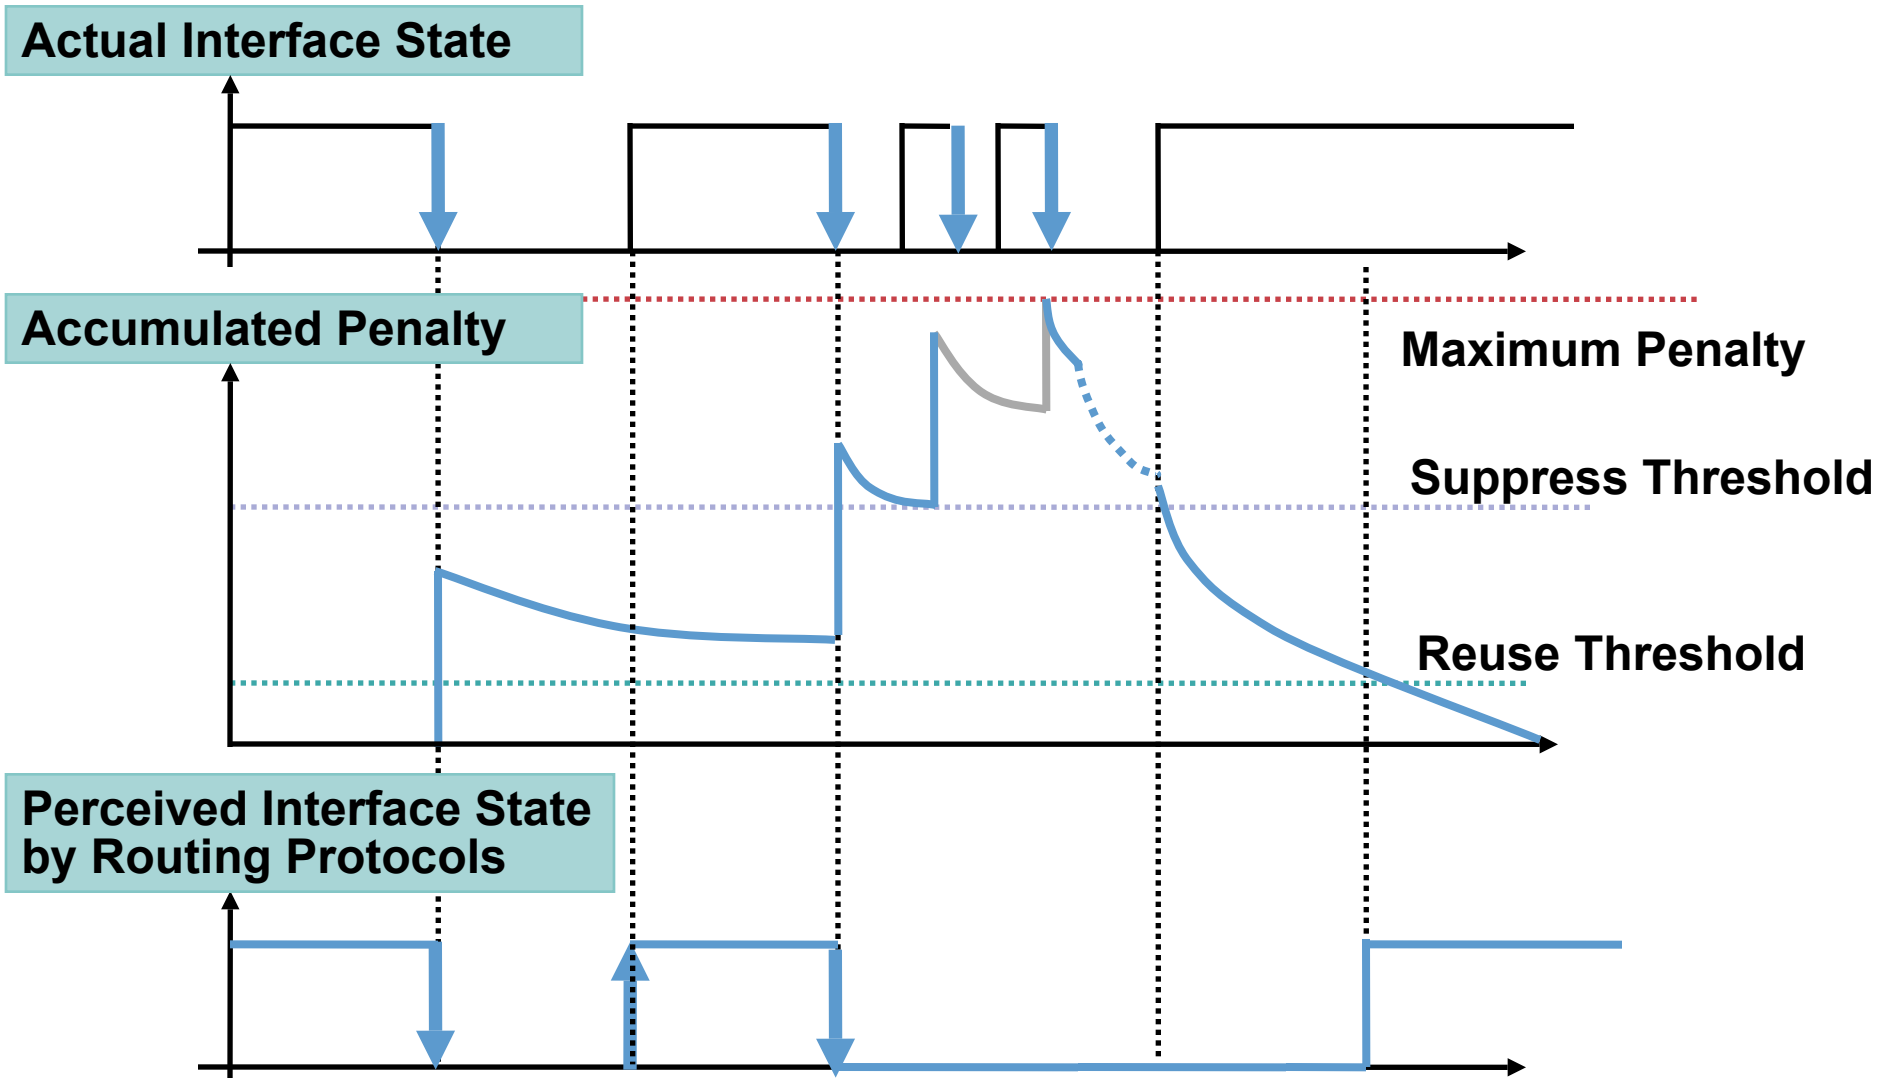 Actual Interface State
Accumulated Penalty
Maximum Penalty
Suppress Threshold
Reuse Threshold
Perceived Interface State
by Routing Protocols